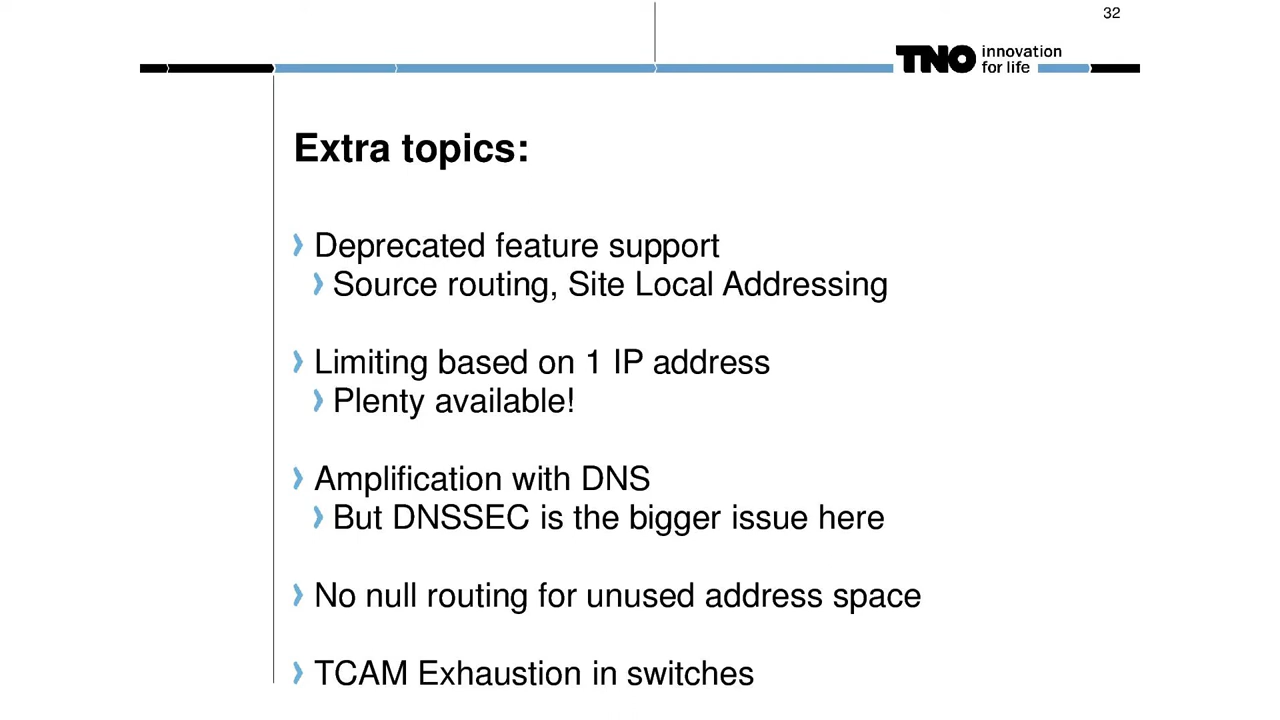 32
TNO innovation
for life
Extra topics:
Deprecated feature support
Source routing, Site Local Addressing
Limiting based on 1 IP address
Plenty available!
Amplification with DNS
But DNSSEC is the bigger issue here
No null routing for unused address space
TCAM Exhaustion in switches